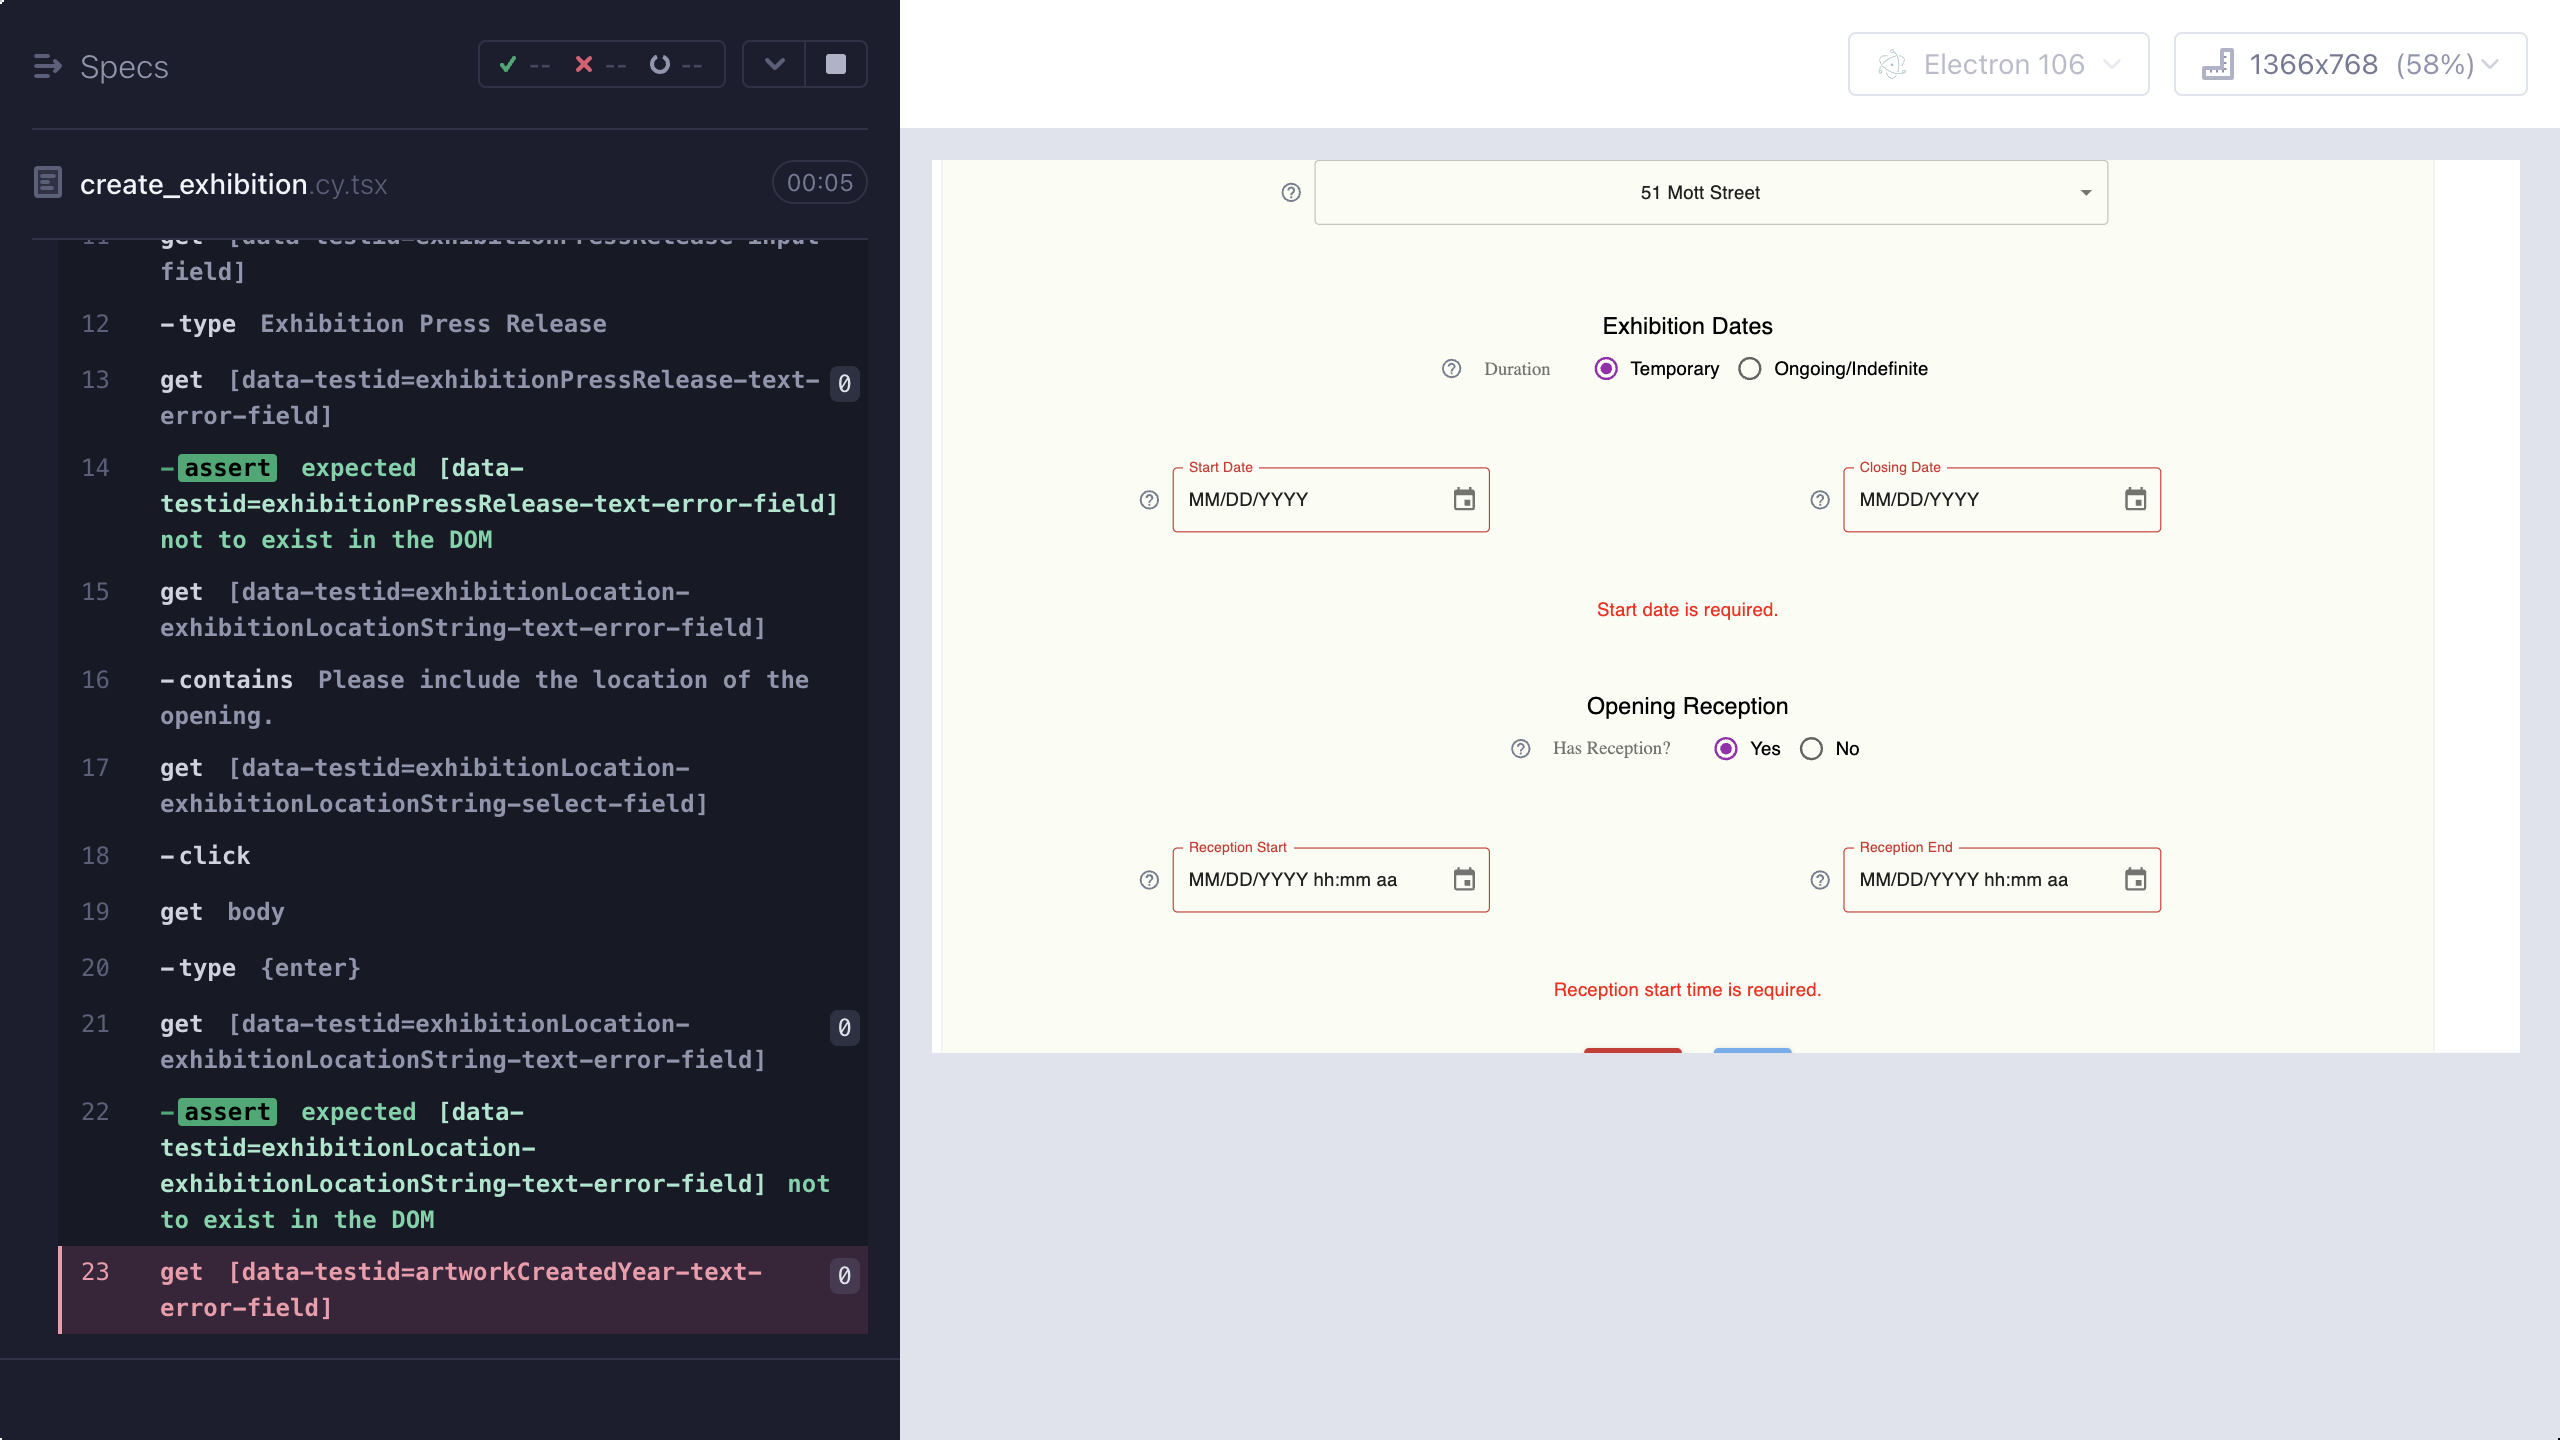 Specs
-- -- --
create_exhibition.cy.tsx
00:05
11 get [data-testid=exhibitionPressRelease-input-
field]
12 -type Exhibition Press Release
13 get [data-testid=exhibitionPressRelease-text- 0
error-field]
14 -assert expected [data-
testid=exhibitionPressRelease-text-error-field]
not to exist in the DOM
15 get [data-testid=exhibitionLocation-
exhibitionLocationString-text-error-field]
16 -contains Please include the location of the
opening.
17 get [data-testid=exhibitionLocation-
exhibitionLocationString-select-field]
18 -click
19 get body
20 -type {enter}
21 get [data-testid=exhibitionLocation- 0
exhibitionLocationString-text-error-field]
22 -assert expected [data-
testid=exhibitionLocation-
exhibitionLocationString-text-error-field] not
to exist in the DOM
23 get [data-testid=artworkCreatedYear-text- 0
error-field]
Electron 106
1366x768 (58%)
51 Mott Street
Exhibition Dates
Duration Temporary Ongoing/Indefinite
Start Date
MM/DD/YYYY
Closing Date
MM/DD/YYYY
Start date is required.
Opening Reception
Has Reception? Yes No
Reception Start
MM/DD/YYYY hh:mm aa
Reception End
MM/DD/YYYY hh:mm aa
Reception start time is required.